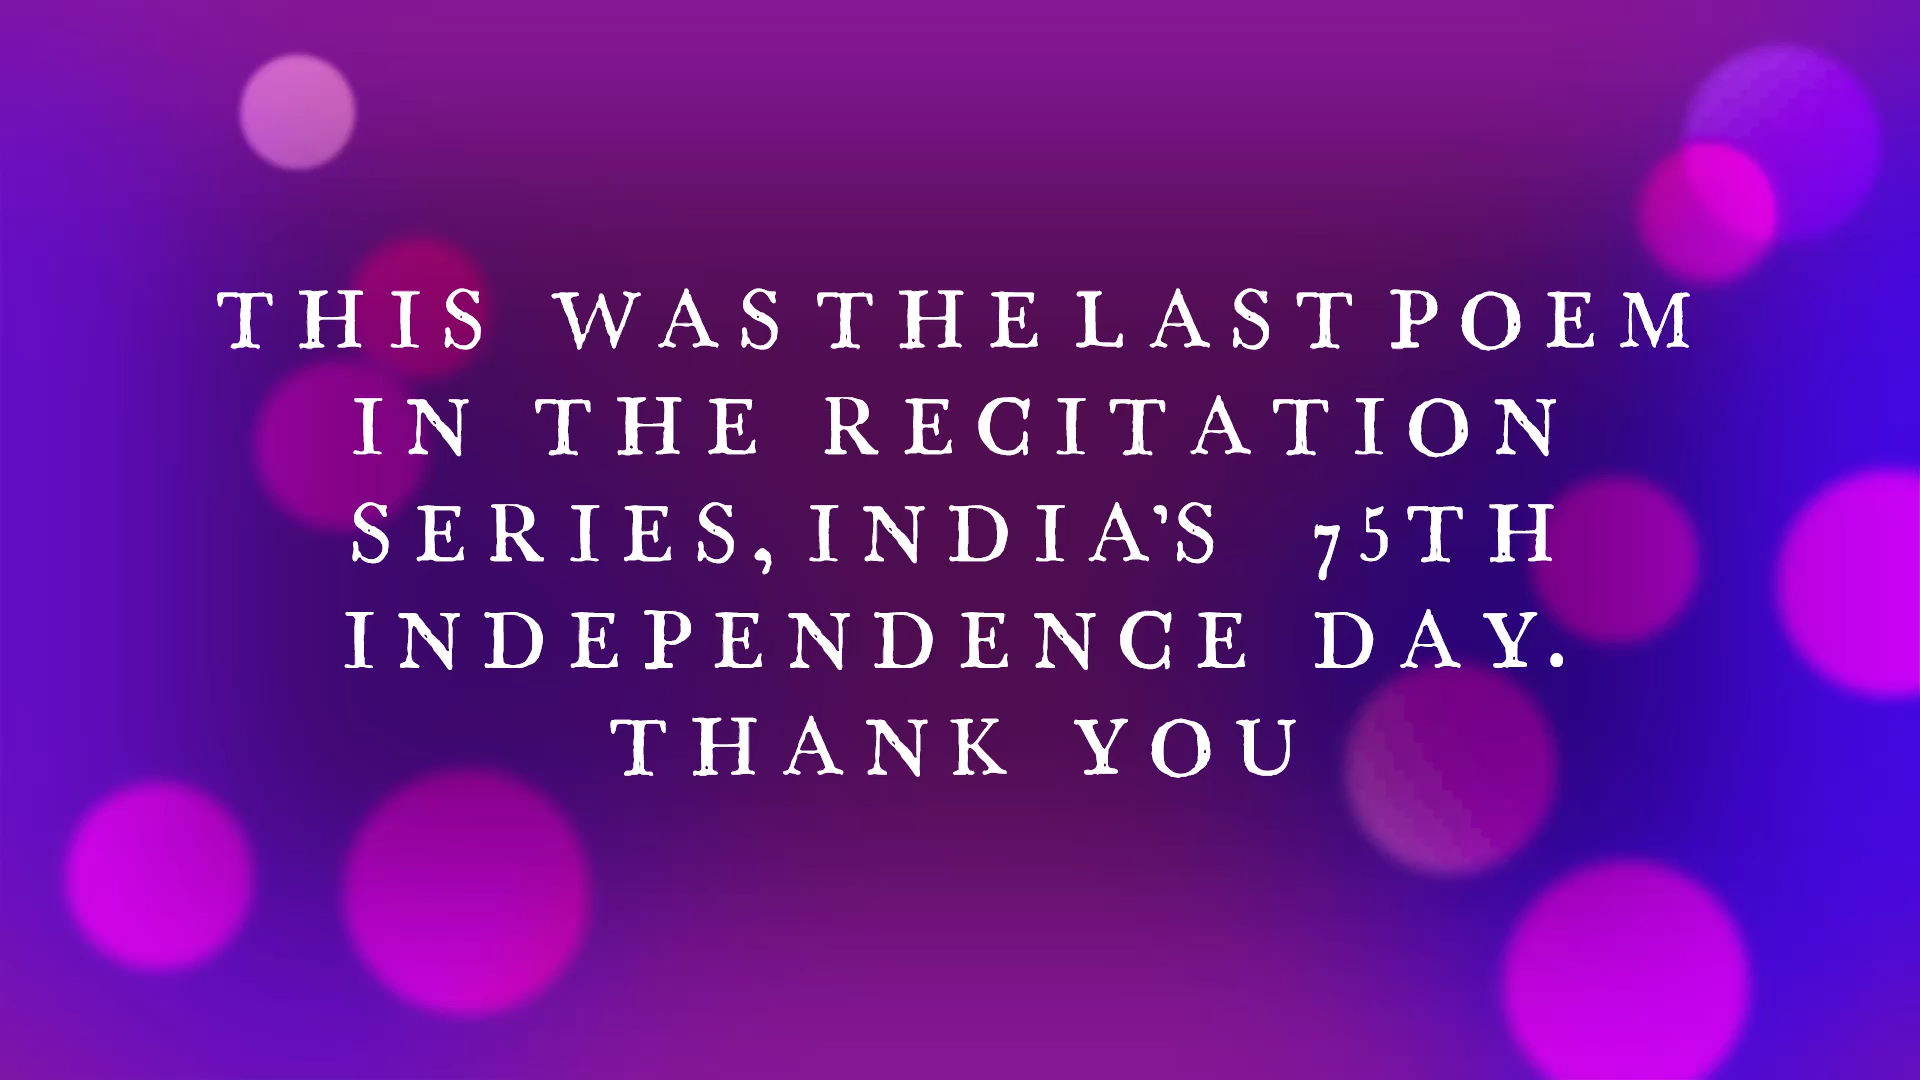 THIS WAS THE LAST POEM
IN THE RECITATION
SERIES, INDIA'S 75TH
INDEPENDENCE DAY.
THANK YOU